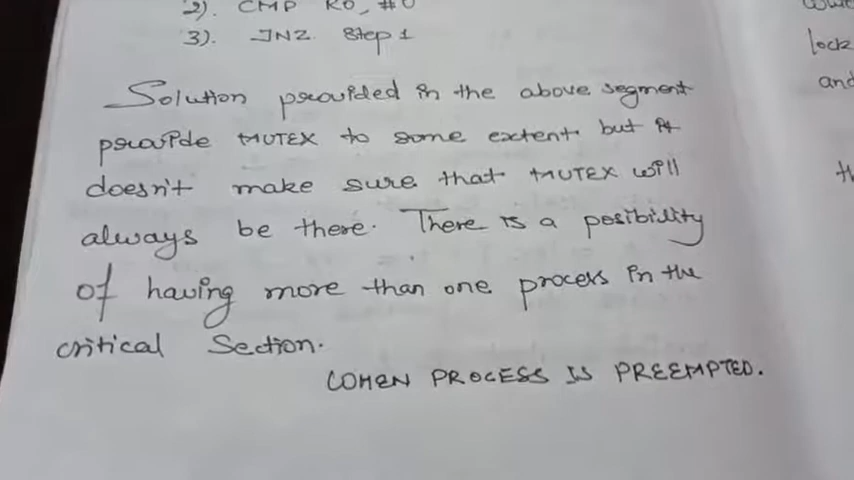 2). CMP R0, #0
3). JNZ Step 1
Solution provided in the above segment
provide MUTEX to some extent but it
doesn't make sure that MUTEX will
always be there. There is a posibility
of having more than one process in the
critical Section.
WHEN PROCESS IS PREEMPTED.
lock
and